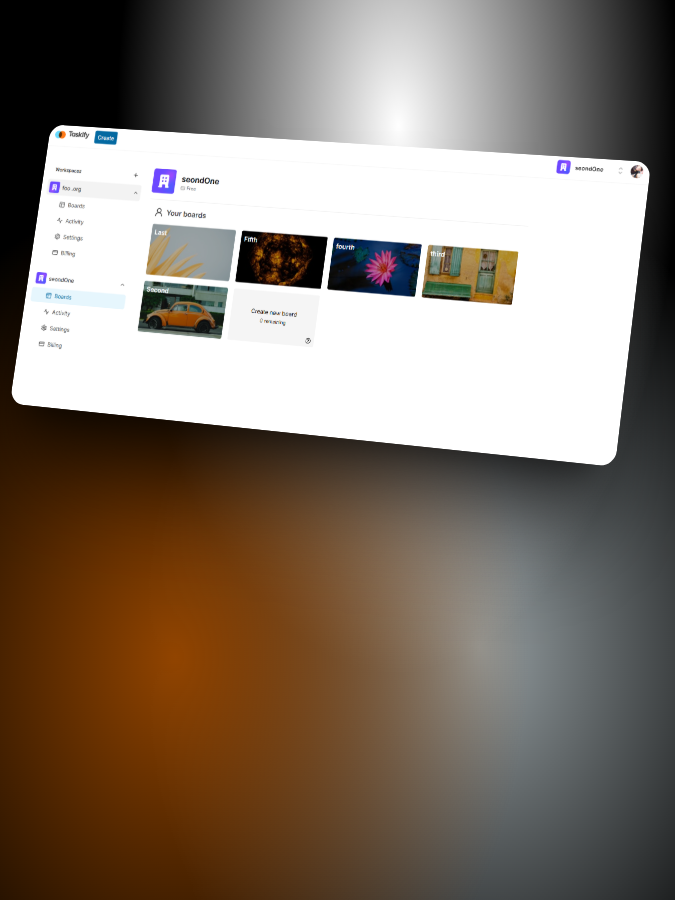 Taskify
Create
seondOne
Workspaces
+
foo .org
Boards
Activity
Settings
Billing
seondOne
Boards
Activity
Settings
Billing
seondOne
Free
Your boards
Last
Fifth
fourth
third
Second
Create new board
0 remaining